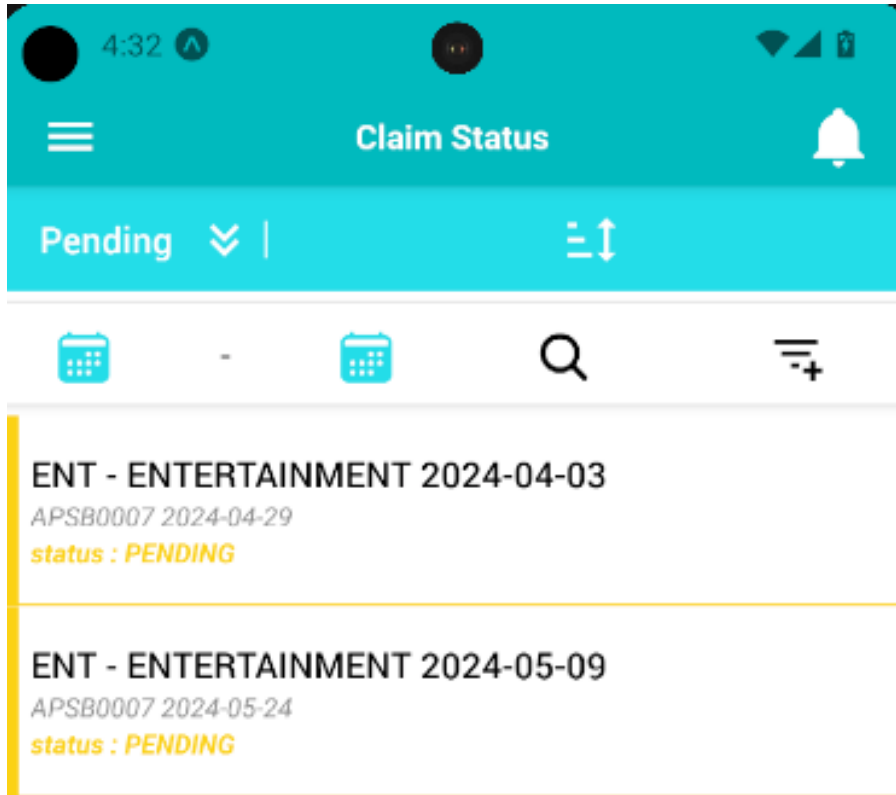 4:32
Claim Status
Pending
-
ENT - ENTERTAINMENT 2024-04-03
APSB0007 2024-04-29
status : PENDING
ENT - ENTERTAINMENT 2024-05-09
APSB0007 2024-05-24
status : PENDING